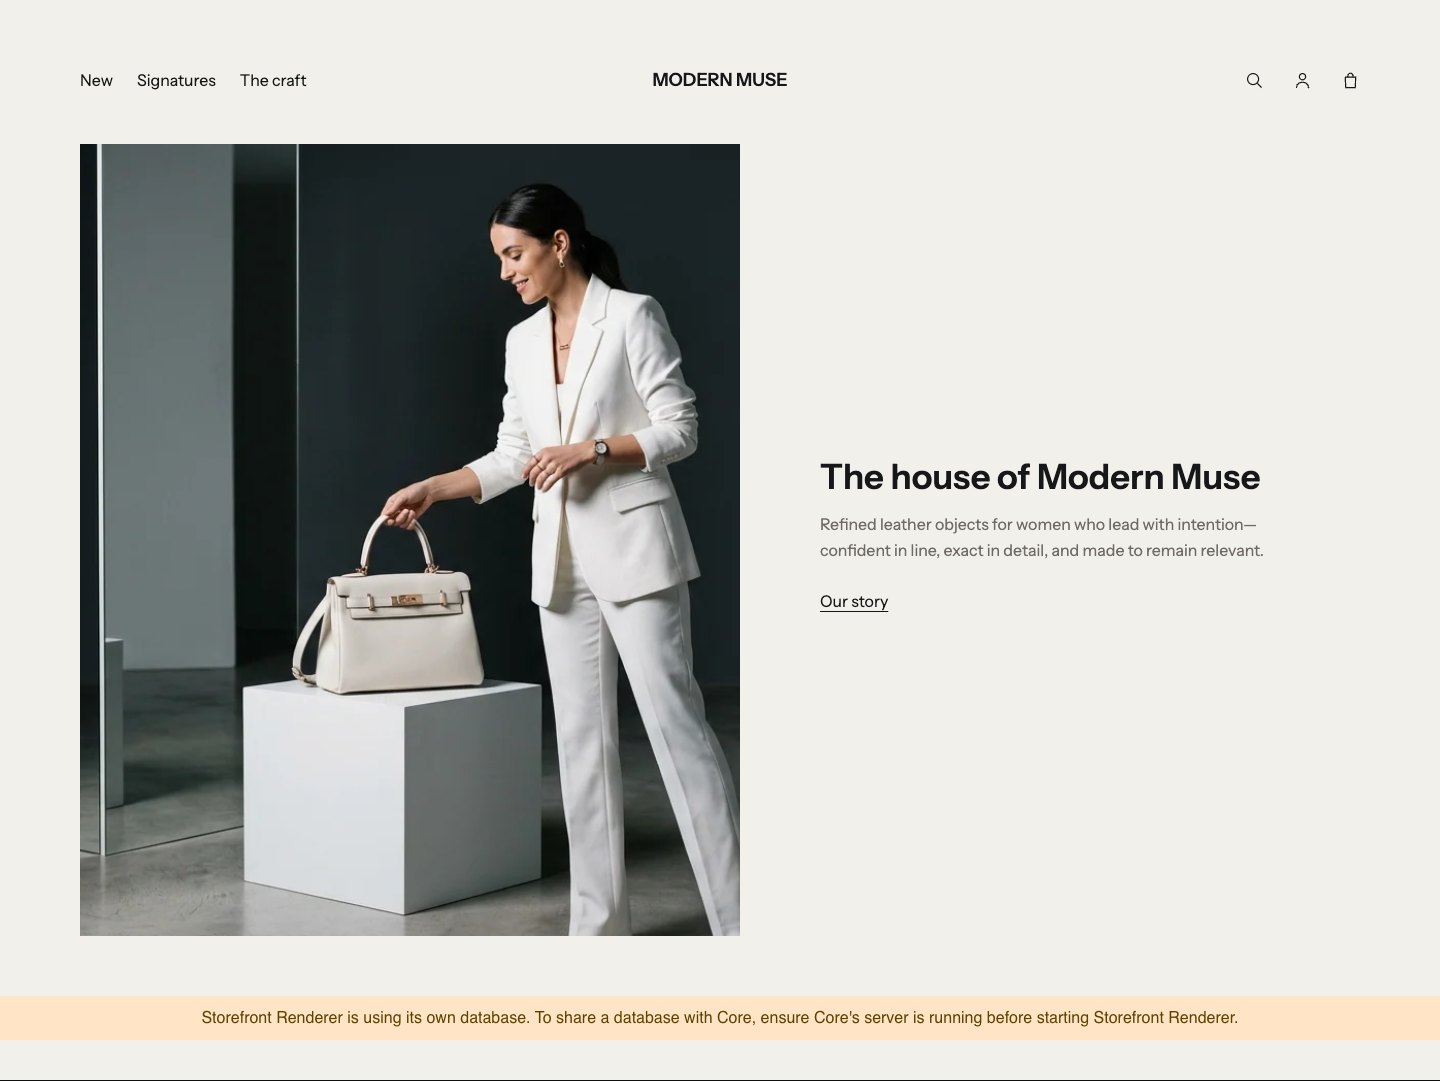 New Signatures The craft MODERN MUSE
The house of Modern Muse
Refined leather objects for women who lead with intention—
confident in line, exact in detail, and made to remain relevant.
Our story
Storefront Renderer is using its own database. To share a database with Core, ensure Core's server is running before starting Storefront Renderer.